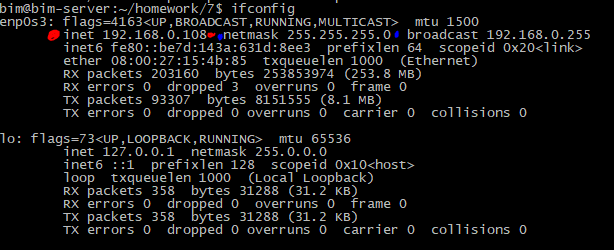 bim@bim-server:~/homework/7$ ifconfig
enp0s3: flags=4163<UP,BROADCAST,RUNNING,MULTICAST>  mtu 1500
inet 192.168.0.108 netmask 255.255.255.0 broadcast 192.168.0.255
inet6 fe80::be7d:143a:631d:8ee3  prefixlen 64  scopeid 0x20<link>
ether 08:00:27:15:4b:85  txqueuelen 1000  (Ethernet)
RX packets 203160  bytes 253853974 (253.8 MB)
RX errors 0  dropped 3  overruns 0  frame 0
TX packets 93307  bytes 8151555 (8.1 MB)
TX errors 0  dropped 0 overruns 0  carrier 0  collisions 0
lo: flags=73<UP,LOOPBACK,RUNNING>  mtu 65536
inet 127.0.0.1  netmask 255.0.0.0
inet6 ::1  prefixlen 128  scopeid 0x10<host>
loop  txqueuelen 1000  (Local Loopback)
RX packets 358  bytes 31288 (31.2 KB)
RX errors 0  dropped 0  overruns 0  frame 0
TX packets 358  bytes 31288 (31.2 KB)
TX errors 0  dropped 0 overruns 0  carrier 0  collisions 0